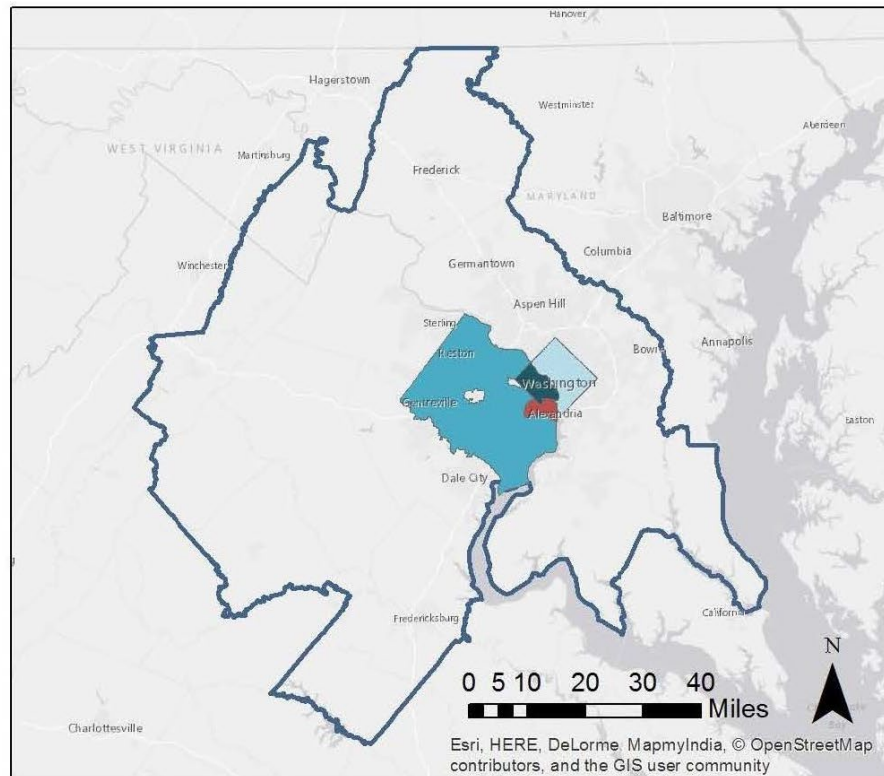 Hanover
Hagerstown
Westminster
Aberdeen
WEST VIRGINIA
Martinsburg
Frederick
MARYLAND
Baltimore
Winchester
Columbia
Germantown
Aspen Hill
Sterling
Annapolis
Reston
Bowie
Washington
Centreville
Alexandria
Easton
Dale City
California
Fredericksburg
N
0 5 10 20 30 40
Miles
Charlottesville
Esri, HERE, DeLorme, MapmyIndia, © OpenStreetMap
contributors, and the GIS user community